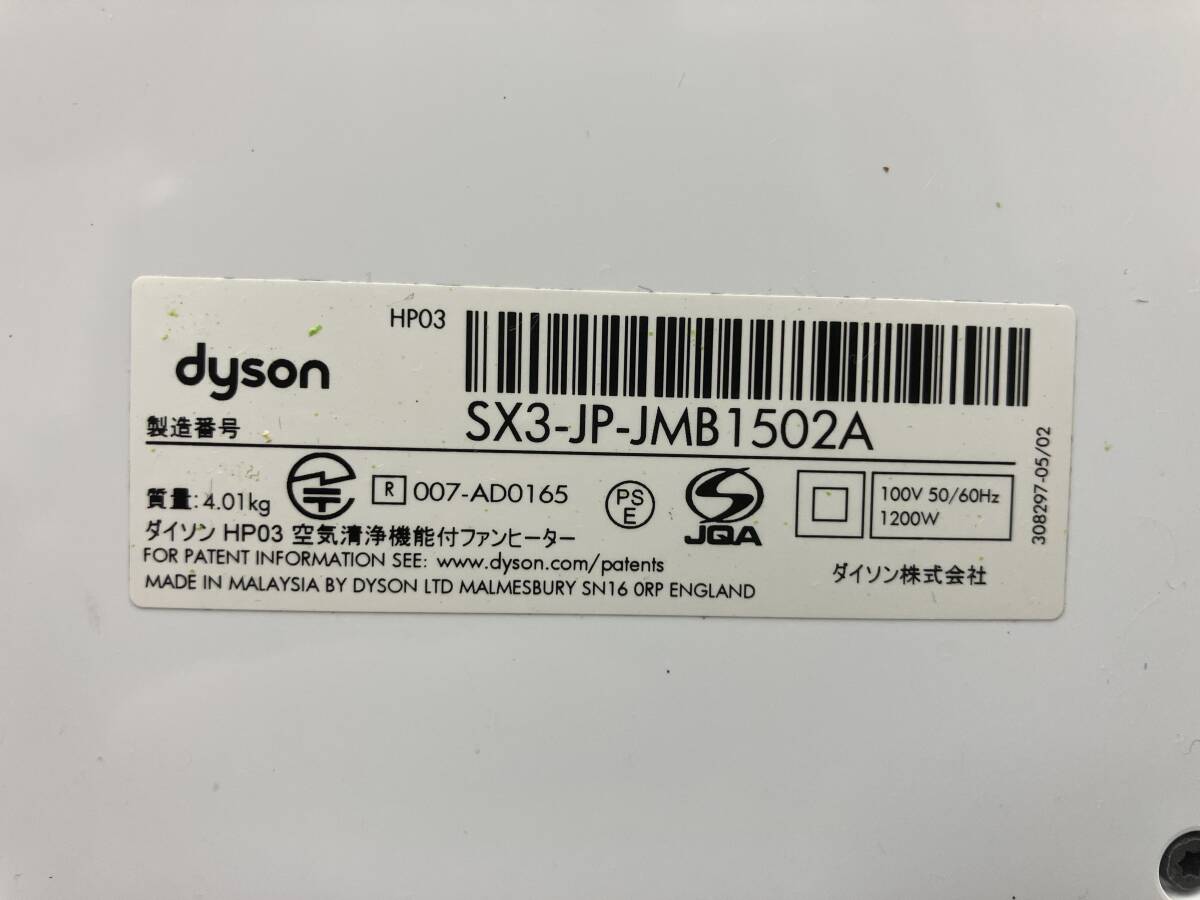 HP03
dyson
製造番号
SX3-JP-JMB1502A
質量: 4.01kg
R 007-AD0165
PS
E
JQA
100V 50/60Hz
1200W
308297-05/02
ダイソン HP03 空気清浄機能付ファンヒーター
FOR PATENT INFORMATION SEE: www.dyson.com/patents
ダイソン株式会社
MADE IN MALAYSIA BY DYSON LTD MALMESBURY SN16 0RP ENGLAND